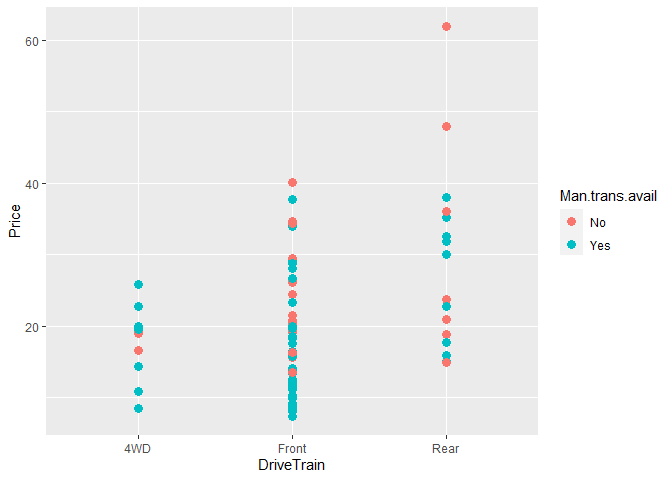 60
40
20
Price
4WD
Front
Rear
DriveTrain
Man.trans.avail
No
Yes